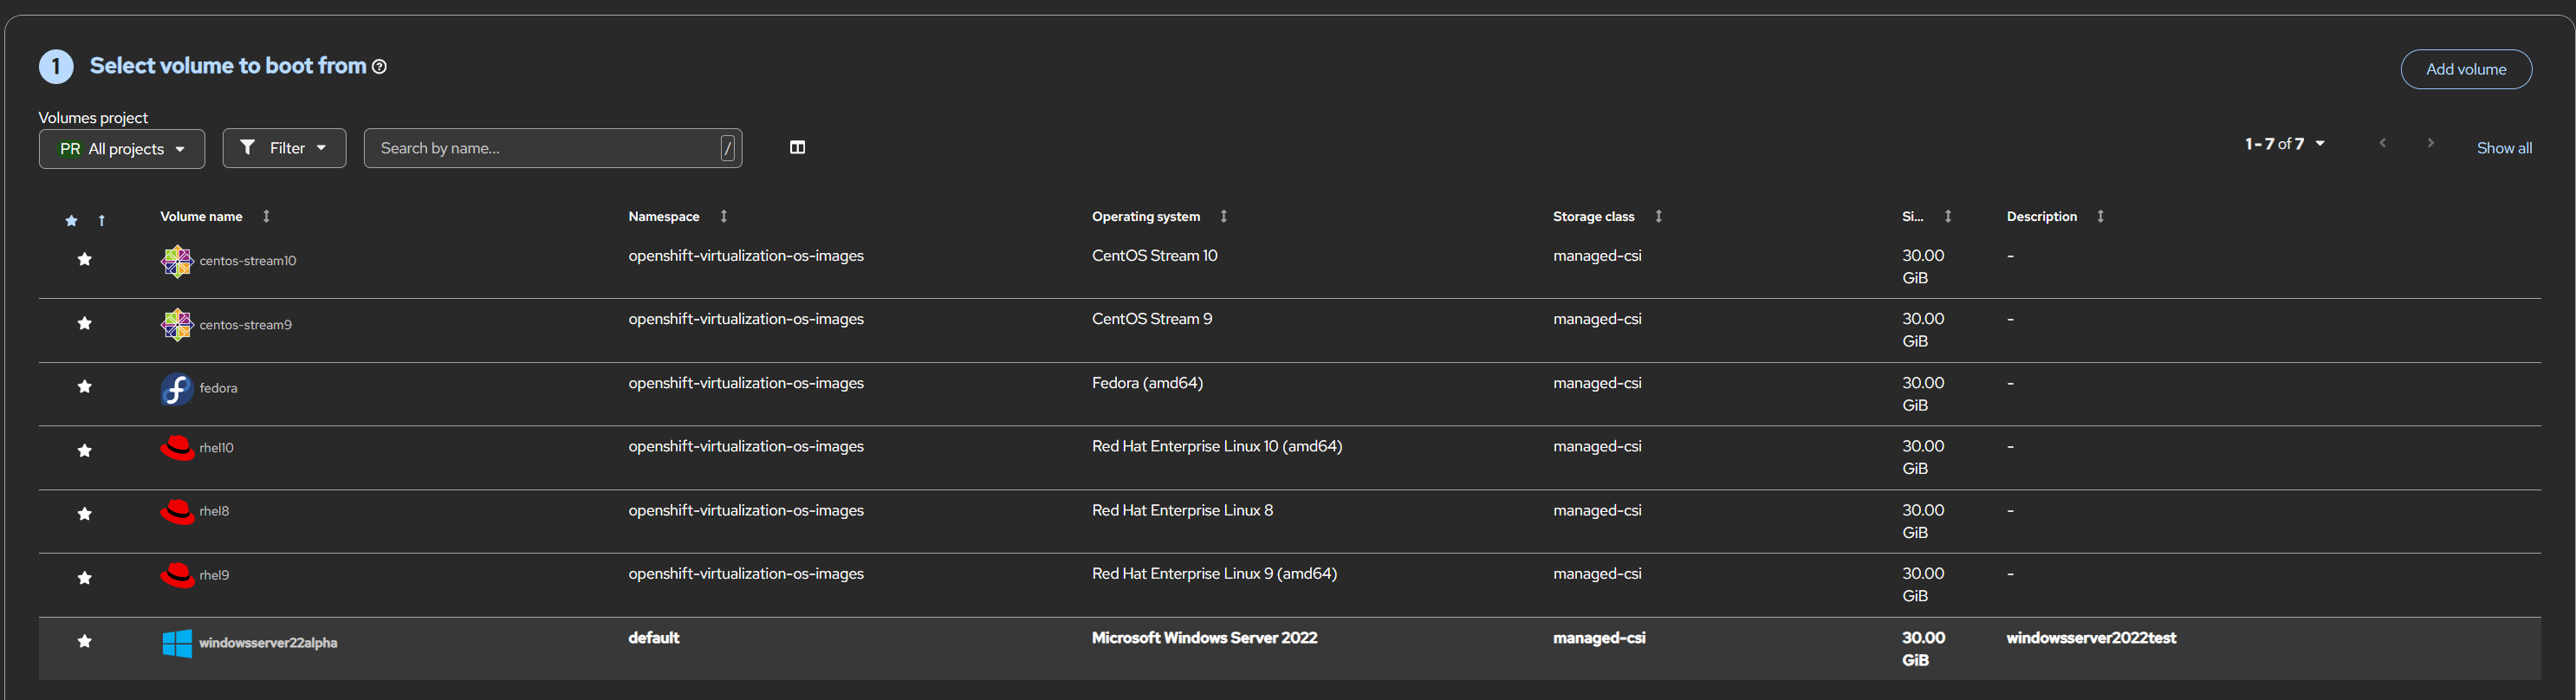 1 Select volume to boot from
Add volume
Volumes project
PR All projects Filter Search by name... / 1 - 7 of 7 Show all
Volume name Namespace Operating system Storage class Si... Description
centos-stream10 openshift-virtualization-os-images CentOS Stream 10 managed-csi 30.00 GiB -
centos-stream9 openshift-virtualization-os-images CentOS Stream 9 managed-csi 30.00 GiB -
fedora openshift-virtualization-os-images Fedora (amd64) managed-csi 30.00 GiB -
rhel10 openshift-virtualization-os-images Red Hat Enterprise Linux 10 (amd64) managed-csi 30.00 GiB -
rhel8 openshift-virtualization-os-images Red Hat Enterprise Linux 8 managed-csi 30.00 GiB -
rhel9 openshift-virtualization-os-images Red Hat Enterprise Linux 9 (amd64) managed-csi 30.00 GiB -
windowsserver22alpha default Microsoft Windows Server 2022 managed-csi 30.00 GiB windowsserver2022test